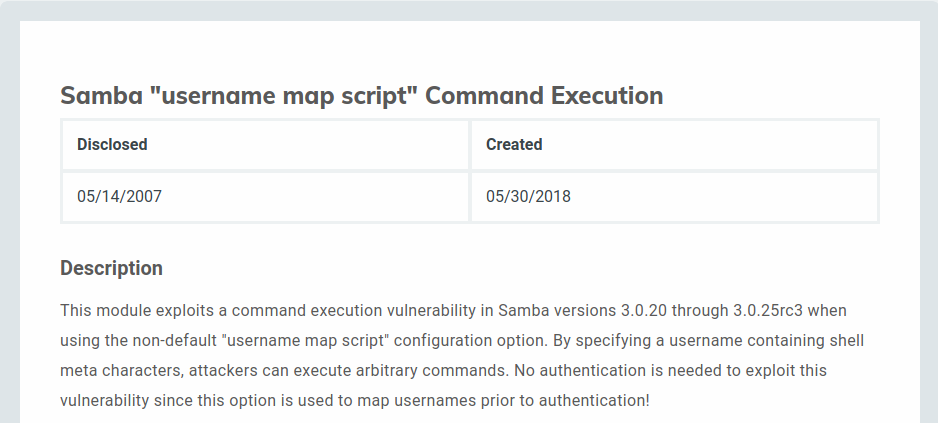 Samba "username map script" Command Execution
Disclosed Created
05/14/2007 05/30/2018
Description
This module exploits a command execution vulnerability in Samba versions 3.0.20 through 3.0.25rc3 when
using the non-default "username map script" configuration option. By specifying a username containing shell
meta characters, attackers can execute arbitrary commands. No authentication is needed to exploit this
vulnerability since this option is used to map usernames prior to authentication!